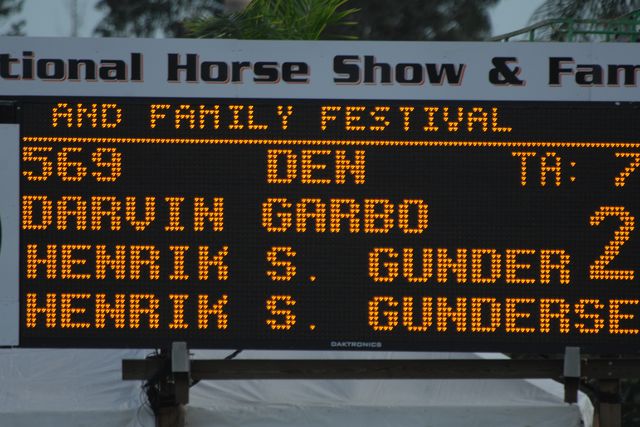 tional Horse Show & Fam
AND FAMILY FESTIVAL
569 DEN TA: 7
DARVIN GARBO 2
HENRIK S. GUNDER
HENRIK S. GUNDERSE
DAKTRONICS